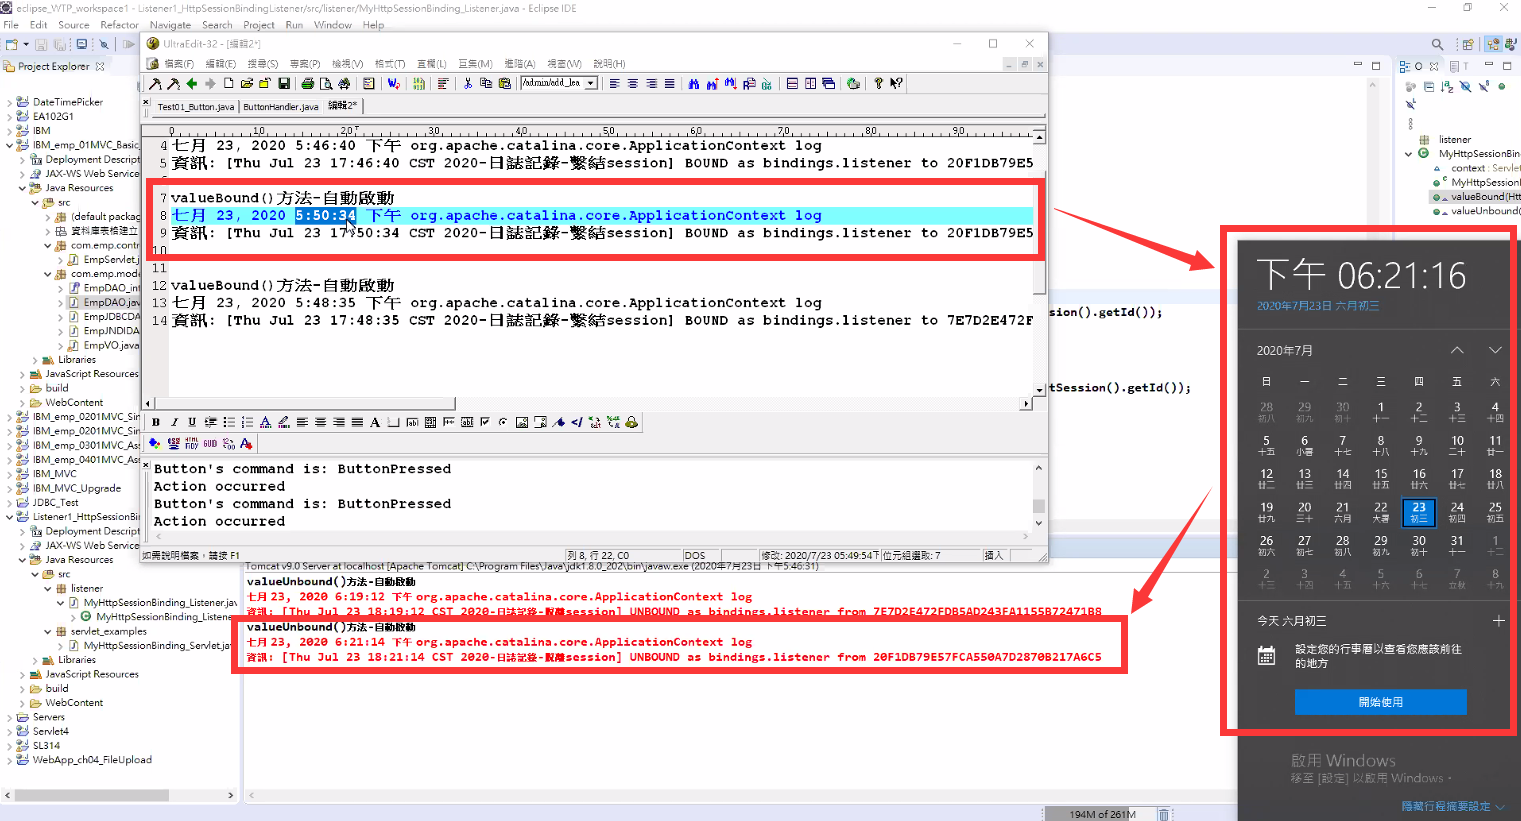 eclipse_WTP_workspace1 - Listener1_HttpSessionBindingListener/src/listener/MyHttpSessionBinding_Listener.java - Eclipse IDE
File Edit Source Refactor Navigate Search Project Run Window Help
Project Explorer
DateTimePicker
EA102G1
IBM
IBM_emp_01MVC_Basic_
Deployment Descript
JAX-WS Web Service
Java Resources
src
(default packag
資料庫表格建立
com.emp.contr
EmpServlet.j
com.emp.mode
EmpDAO_int
EmpDAO.jav
EmpJDBCDA
EmpJNDIDA
EmpVO.java
Libraries
JavaScript Resources
build
WebContent
IBM_emp_0201MVC_Sin
IBM_emp_0201MVC_Sin
IBM_emp_0301MVC_Ass
IBM_emp_0401MVC_Ass
IBM_MVC
IBM_MVC_Upgrade
JDBC_Test
Listener1_HttpSessionBin
Deployment Descript
JAX-WS Web Service
Java Resources
src
listener
MyHttpSessionBinding_Listener.jav
MyHttpSessionBinding_Listene
servlet_examples
MyHttpSessionBinding_Servlet.jav
Libraries
JavaScript Resources
build
WebContent
Servers
Servlet4
SL314
WebApp_ch04_FileUpload
UltraEdit-32 - [編輯2*]
檔案(F) 編輯(E) 搜尋(S) 專案(P) 檢視(V) 格式(T) 直欄(L) 巨集(M) 進階(A) 視窗(W) 說明(H)
/admin/add_lea
Test01_Button.java ButtonHandler.java 編輯2*
0 10 20 30 40 50 60 70 80 90
4 七月 23, 2020 5:46:40 下午 org.apache.catalina.core.ApplicationContext log
5 資訊: [Thu Jul 23 17:46:40 CST 2020-日誌記錄-繫結session] BOUND as bindings.listener to 20F1DB79E5
7 valueBound()方法-自動啟動
8 七月 23, 2020 5:50:34 下午 org.apache.catalina.core.ApplicationContext log
9 資訊: [Thu Jul 23 17:50:34 CST 2020-日誌記錄-繫結session] BOUND as bindings.listener to 20F1DB79E5
10
11
12 valueBound()方法-自動啟動
13 七月 23, 2020 5:48:35 下午 org.apache.catalina.core.ApplicationContext log
14 資訊: [Thu Jul 23 17:48:35 CST 2020-日誌記錄-繫結session] BOUND as bindings.listener to 7E7D2E472F
Button's command is: ButtonPressed
Action occurred
Button's command is: ButtonPressed
Action occurred
如需說明檔案，請按 F1 列 8, 行 22, C0 DOS 修改: 2020/7/23 05:49:54下 位元組選取: 7 插入
Tomcat v9.0 Server at localhost [Apache Tomcat] C:\Program Files\Java\jdk1.8.0_202\bin\javaw.exe (2020年7月23日 下午5:46:31)
valueUnbound()方法-自動啟動
七月 23, 2020 6:19:12 下午 org.apache.catalina.core.ApplicationContext log
資訊: [Thu Jul 23 18:19:12 CST 2020-日誌記錄-脫離session] UNBOUND as bindings.listener from 7E7D2E472FDB5AD243FA1155B72471B8
valueUnbound()方法-自動啟動
七月 23, 2020 6:21:14 下午 org.apache.catalina.core.ApplicationContext log
資訊: [Thu Jul 23 18:21:14 CST 2020-日誌記錄-脫離session] UNBOUND as bindings.listener from 20F1DB79E57FCA550A7D2870B217A6C5
194M of 261M
ssion().getId());
tSession().getId());
listener
MyHttpSessionBin
context : Servlet
MyHttpSession
valueBound(H
valueUnbound(
下午 06:21:16
2020年7月23日 六月初三
2020年7月
日 一 二 三 四 五 六
28 29 30 1 2 3 4
初八 初九 初十 十一 十二 十三 十四
5 6 7 8 9 10 11
十五 小暑 十七 十八 十九 二十 廿一
12 13 14 15 16 17 18
廿二 廿三 廿四 廿五 廿六 廿七 廿八
19 20 21 22 23 24 25
廿九 三十 六月 大暑 初三 初四 初五
26 27 28 29 30 31 1
初六 初七 初八 初九 初十 十一 十二
2 3 4 5 6 7 8
十三 十四 十五 十六 十七 立秋 十九
今天 六月初三
設定您的行事曆以查看您應該前往
的地方
開始使用
啟用 Windows
移至 [設定] 以啟用 Windows。
隱藏行程摘要設定